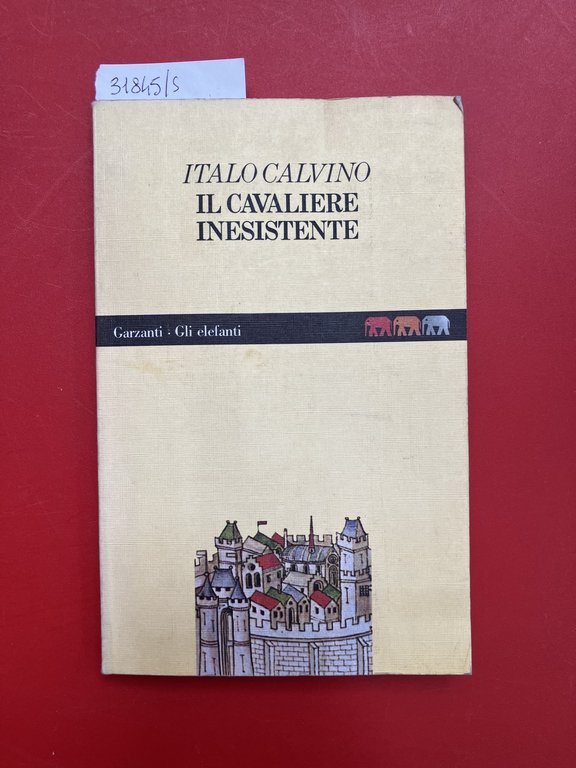 31845/s
ITALO CALVINO
IL CAVALIERE
INESISTENTE
Garzanti · Gli elefanti